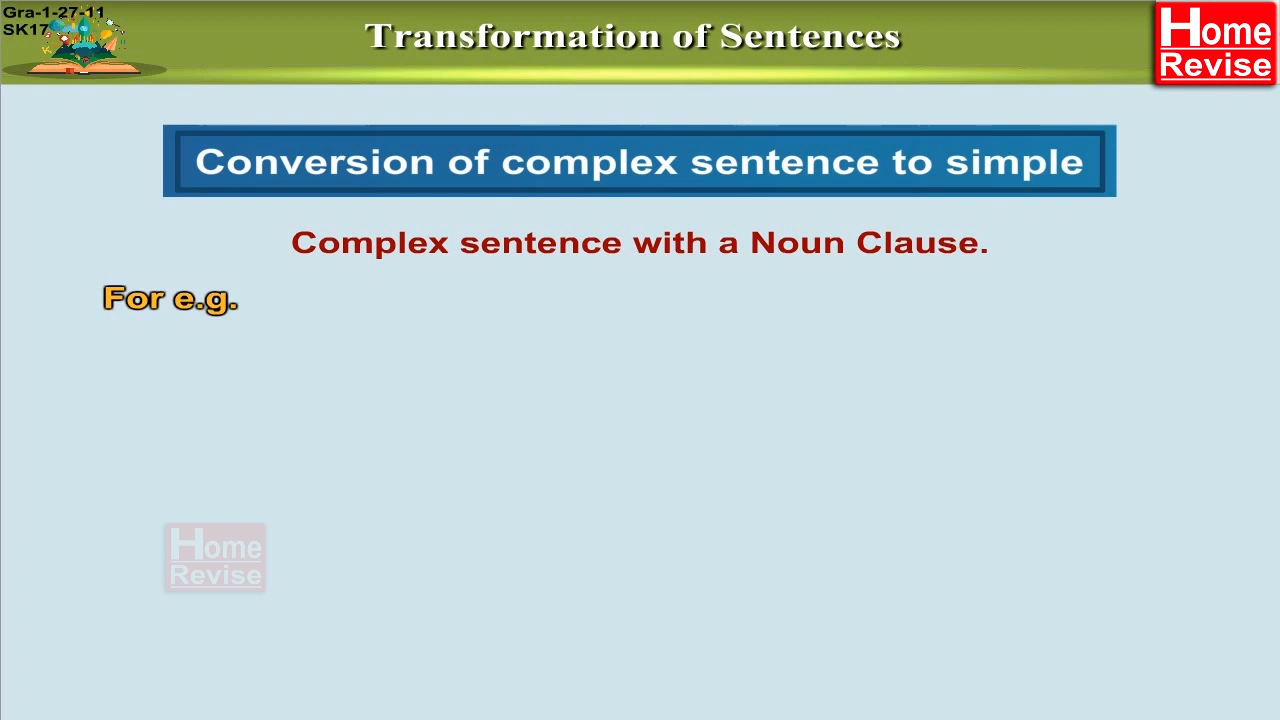 Gra-1-27-11
SK17
Transformation of Sentences
Home
Revise
Conversion of complex sentence to simple
Complex sentence with a Noun Clause.
For e.g.
Home
Revise